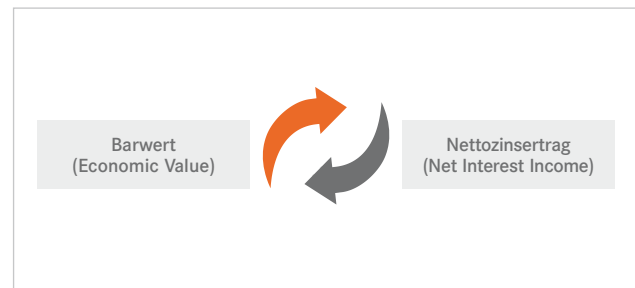 Barwert
(Economic Value)
Nettozinsertrag
(Net Interest Income)